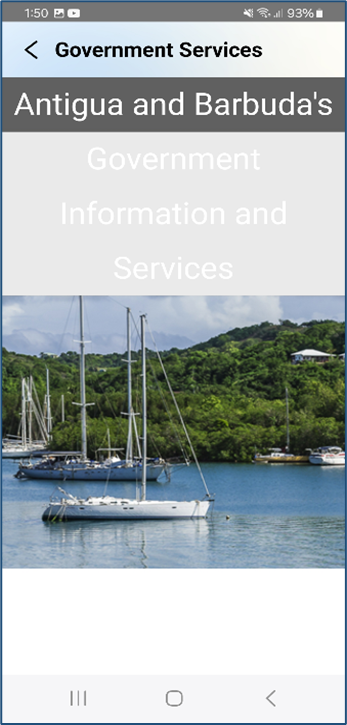 1:50 93%
Government Services
Antigua and Barbuda's
Government
Information and
Services